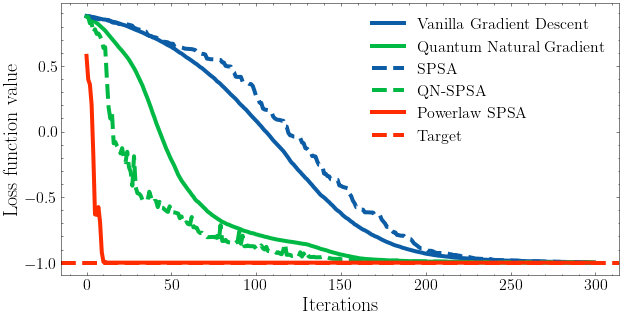 Vanilla Gradient Descent
Quantum Natural Gradient
SPSA
QN-SPSA
Powerlaw SPSA
Target
Loss function value
0.5
0.0
−0.5
−1.0
0 50 100 150 200 250 300
Iterations